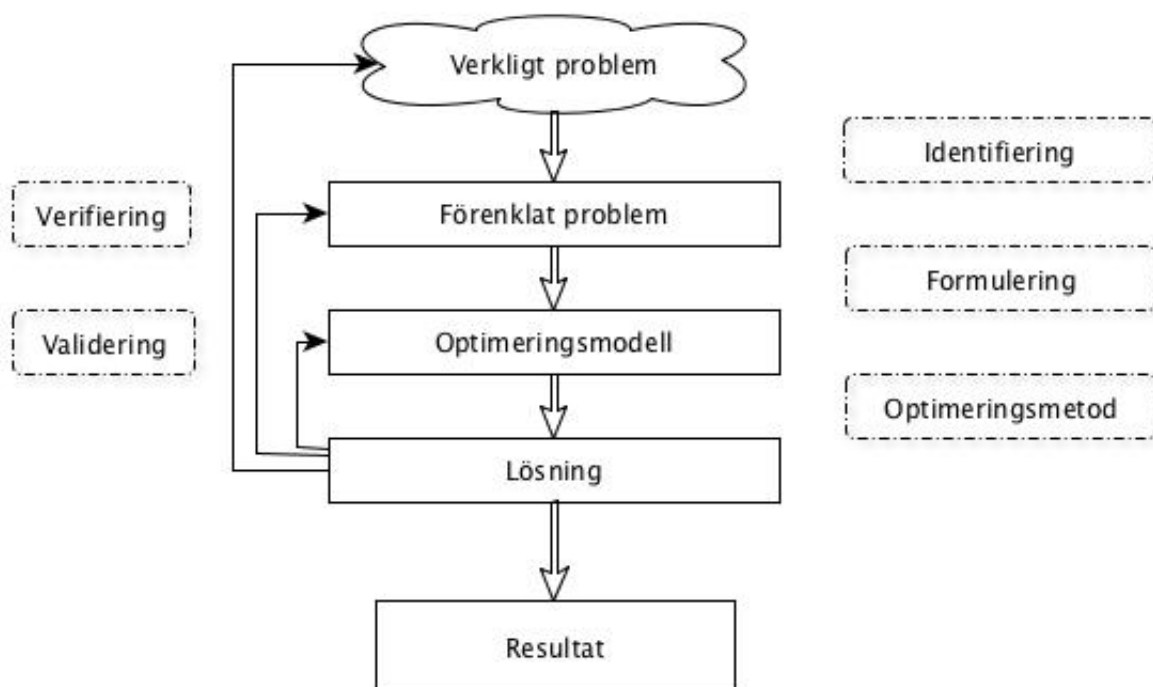 Verkligt problem
Identifiering
Verifiering
Förenklat problem
Formulering
Validering
Optimeringsmodell
Optimeringsmetod
Lösning
Resultat